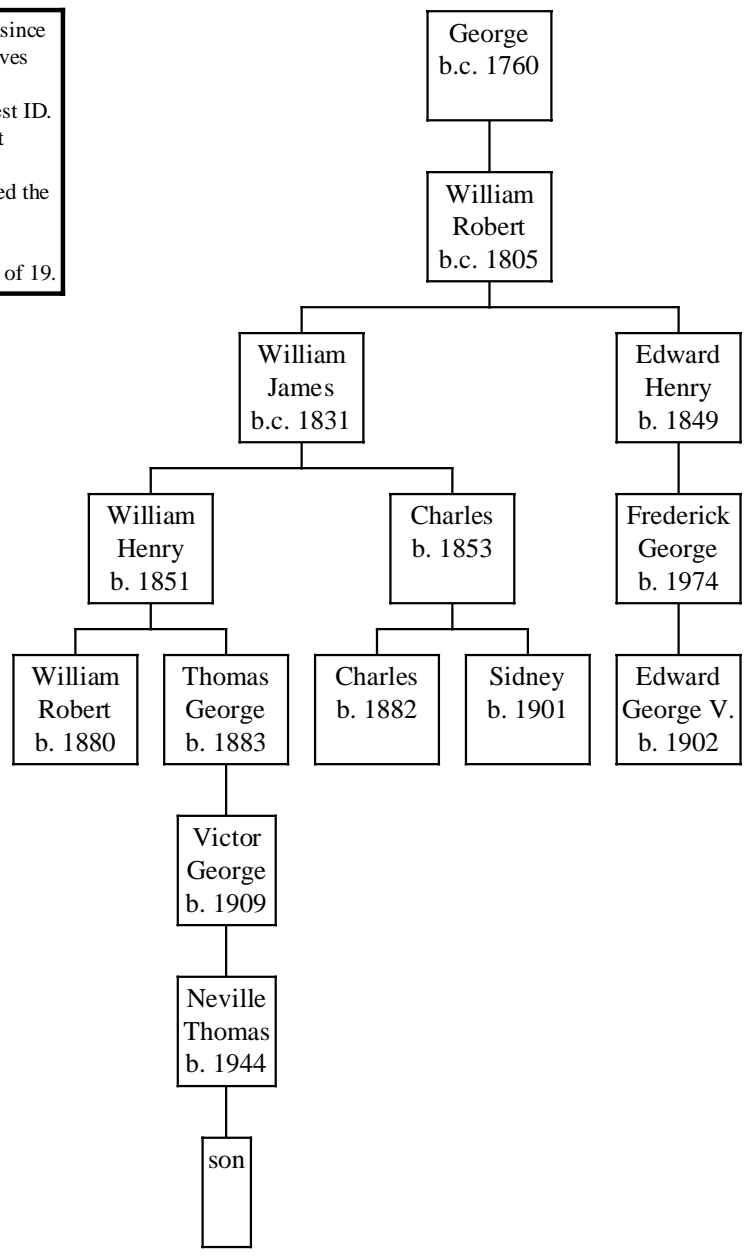 since
ves
est ID.
t
ed the
of 19.
George
b.c. 1760
William
Robert
b.c. 1805
William
James
b.c. 1831
Edward
Henry
b. 1849
William
Henry
b. 1851
Charles
b. 1853
Frederick
George
b. 1974
William
Robert
b. 1880
Thomas
George
b. 1883
Charles
b. 1882
Sidney
b. 1901
Edward
George V.
b. 1902
Victor
George
b. 1909
Neville
Thomas
b. 1944
son